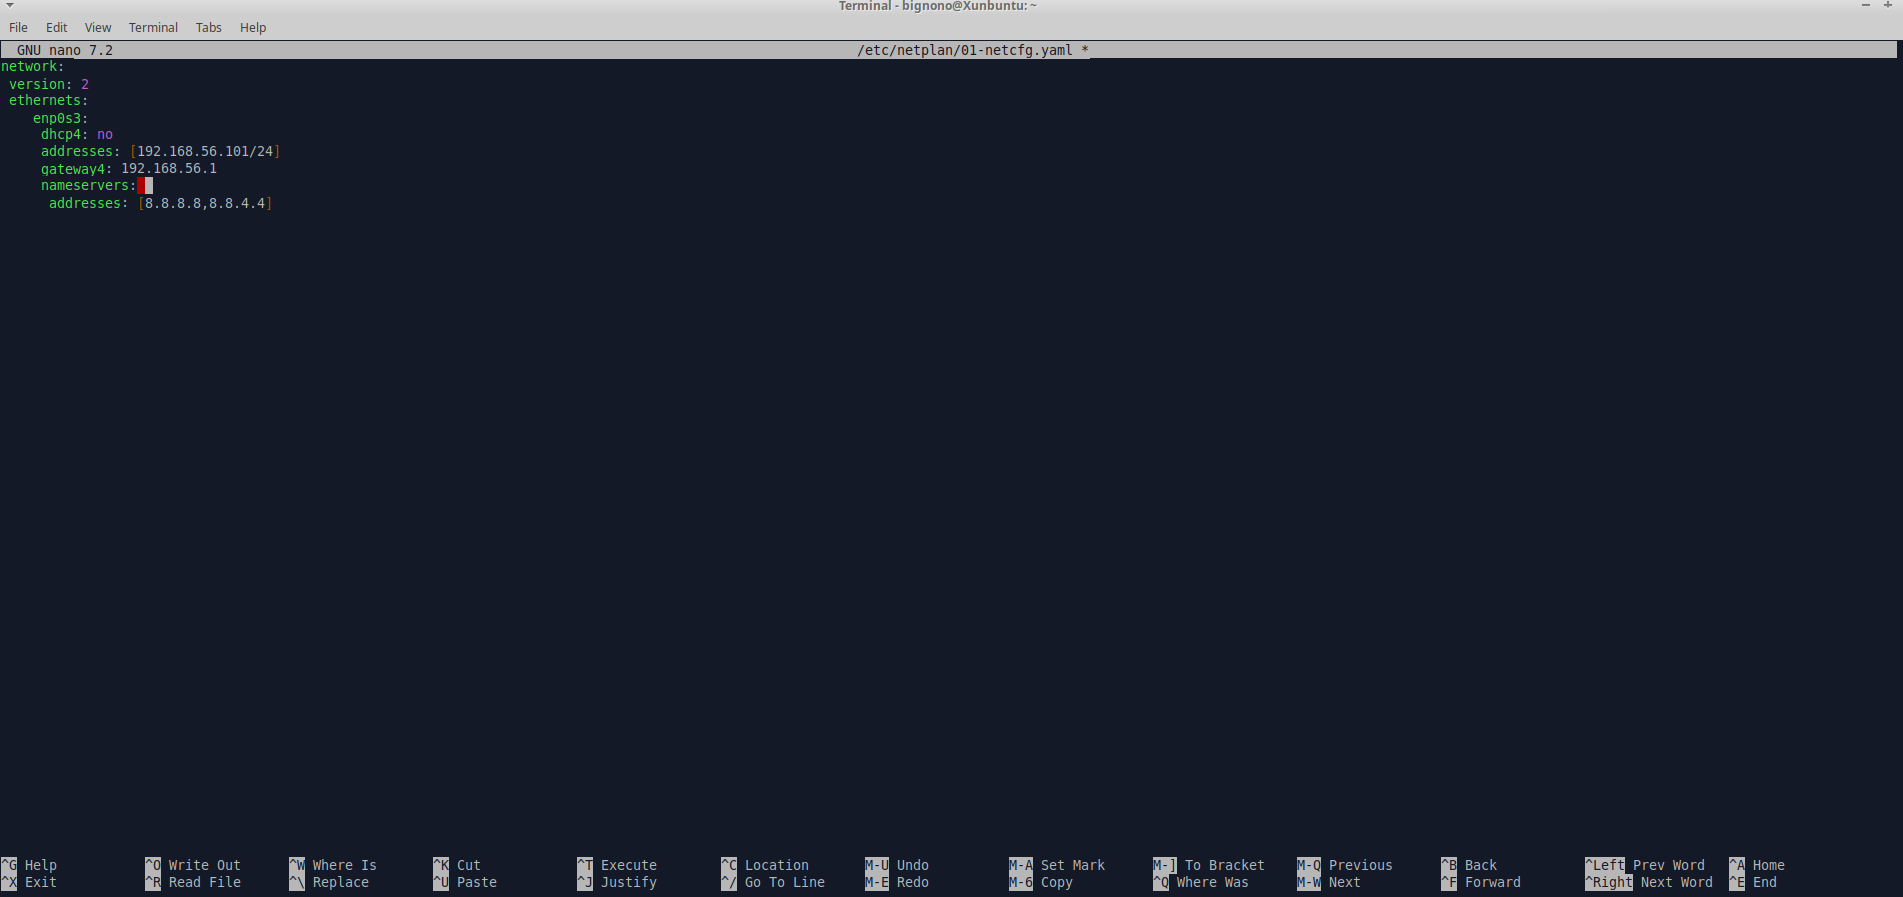 Terminal - bignono@Xunbuntu: ~
File Edit View Terminal Tabs Help
GNU nano 7.2 /etc/netplan/01-netcfg.yaml *
network:
 version: 2
 ethernets:
    enp0s3:
     dhcp4: no
     addresses: [192.168.56.101/24]
     gateway4: 192.168.56.1
     nameservers:
      addresses: [8.8.8.8,8.8.4.4]
^G Help ^O Write Out ^W Where Is ^K Cut ^T Execute ^C Location M-U Undo M-A Set Mark M-] To Bracket M-Q Previous ^B Back ^Left Prev Word ^A Home
^X Exit ^R Read File ^\ Replace ^U Paste ^J Justify ^/ Go To Line M-E Redo M-6 Copy ^Q Where Was M-W Next ^F Forward ^Right Next Word ^E End